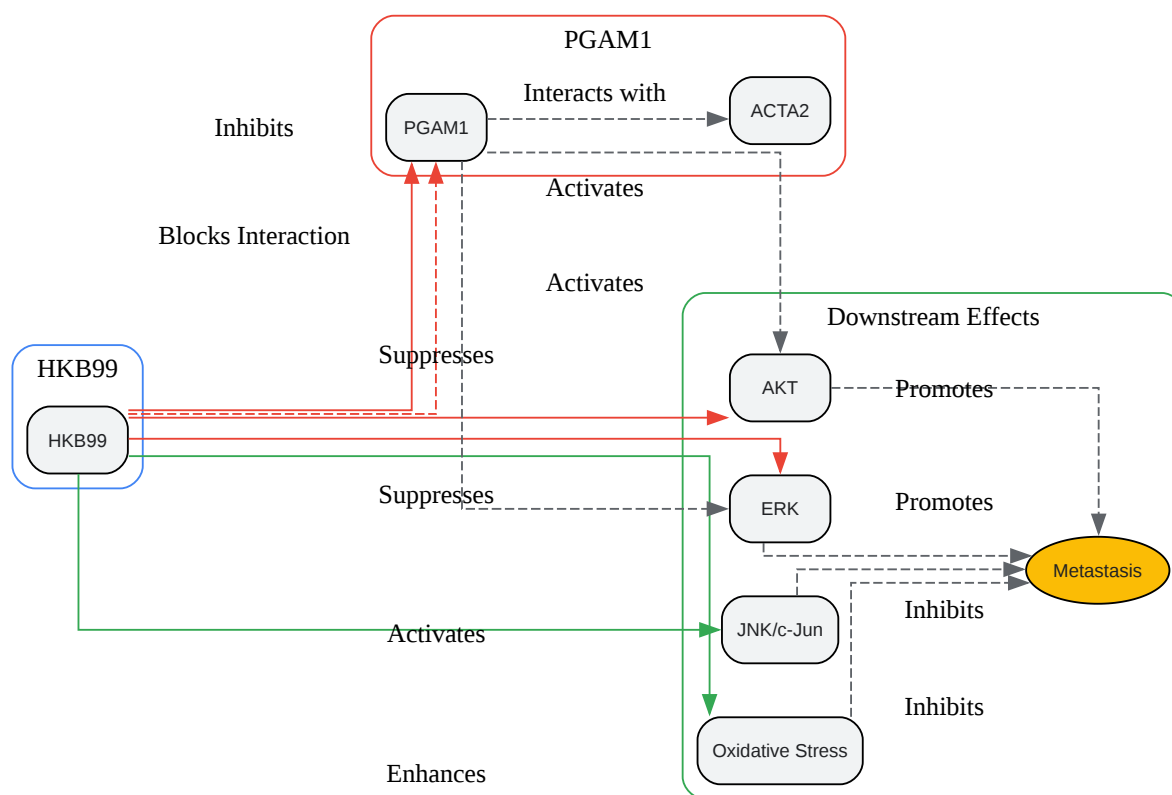 PGAM1
Interacts with
ACTA2
PGAM1
Inhibits
Activates
Blocks Interaction
Activates
Downstream Effects
Suppresses
HKB99
AKT
Promotes
HKB99
Suppresses
ERK
Promotes
Metastasis
Inhibits
JNK/c-Jun
Activates
Inhibits
Oxidative Stress
Enhances